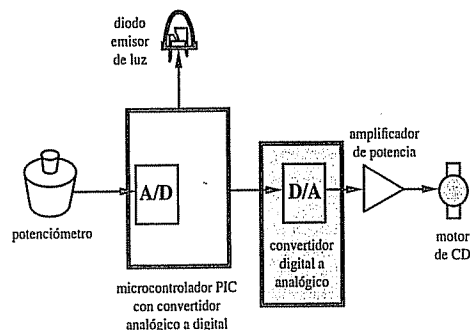 diodo
emisor
de luz
amplificador
de potencia
A/D
D/A
potenciómetro
convertidor
digital a
analógico
motor
de CD
microcontrolador PIC
con convertidor
analógico a digital